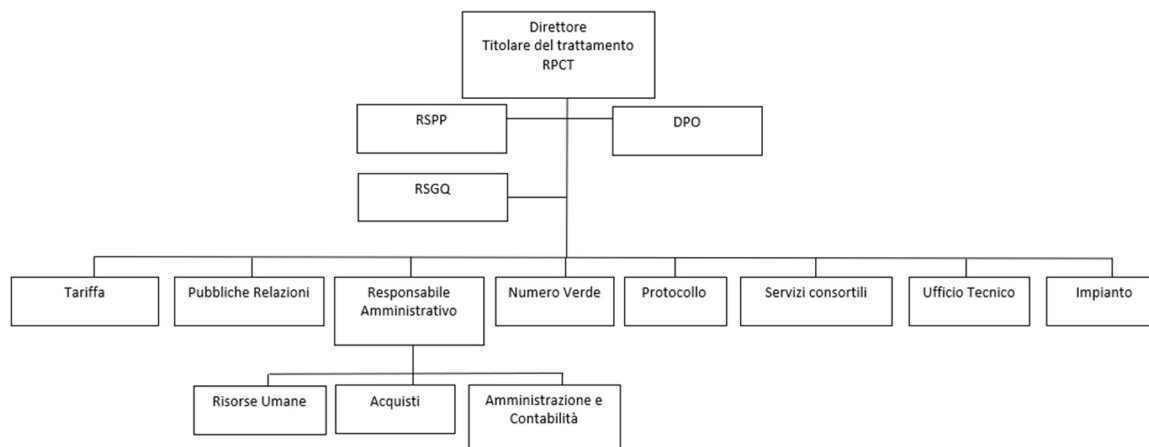 Direttore
Titolare del trattamento
RPCT
RSPP
DPO
RSGQ
Tariffa
Pubbliche Relazioni
Responsabile
Amministrativo
Numero Verde
Protocollo
Servizi consortili
Ufficio Tecnico
Impianto
Risorse Umane
Acquisti
Amministrazione e
Contabilità